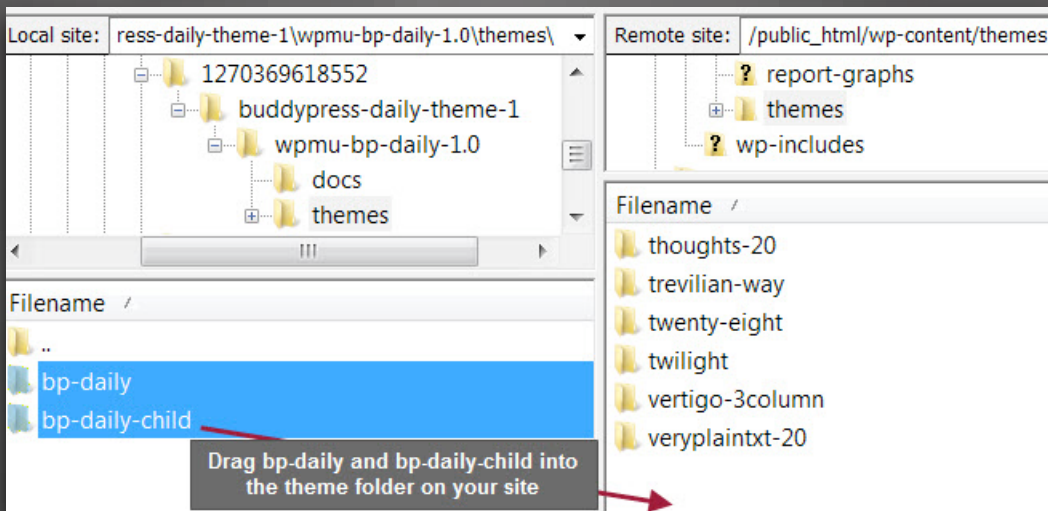 Local site: ress-daily-theme-1\wpmu-bp-daily-1.0\themes\
1270369618552
buddypress-daily-theme-1
wpmu-bp-daily-1.0
docs
themes
Filename /
..
bp-daily
bp-daily-child
Drag bp-daily and bp-daily-child into
the theme folder on your site
Remote site: /public_html/wp-content/themes
? report-graphs
themes
? wp-includes
Filename /
thoughts-20
trevilian-way
twenty-eight
twilight
vertigo-3column
veryplaintxt-20